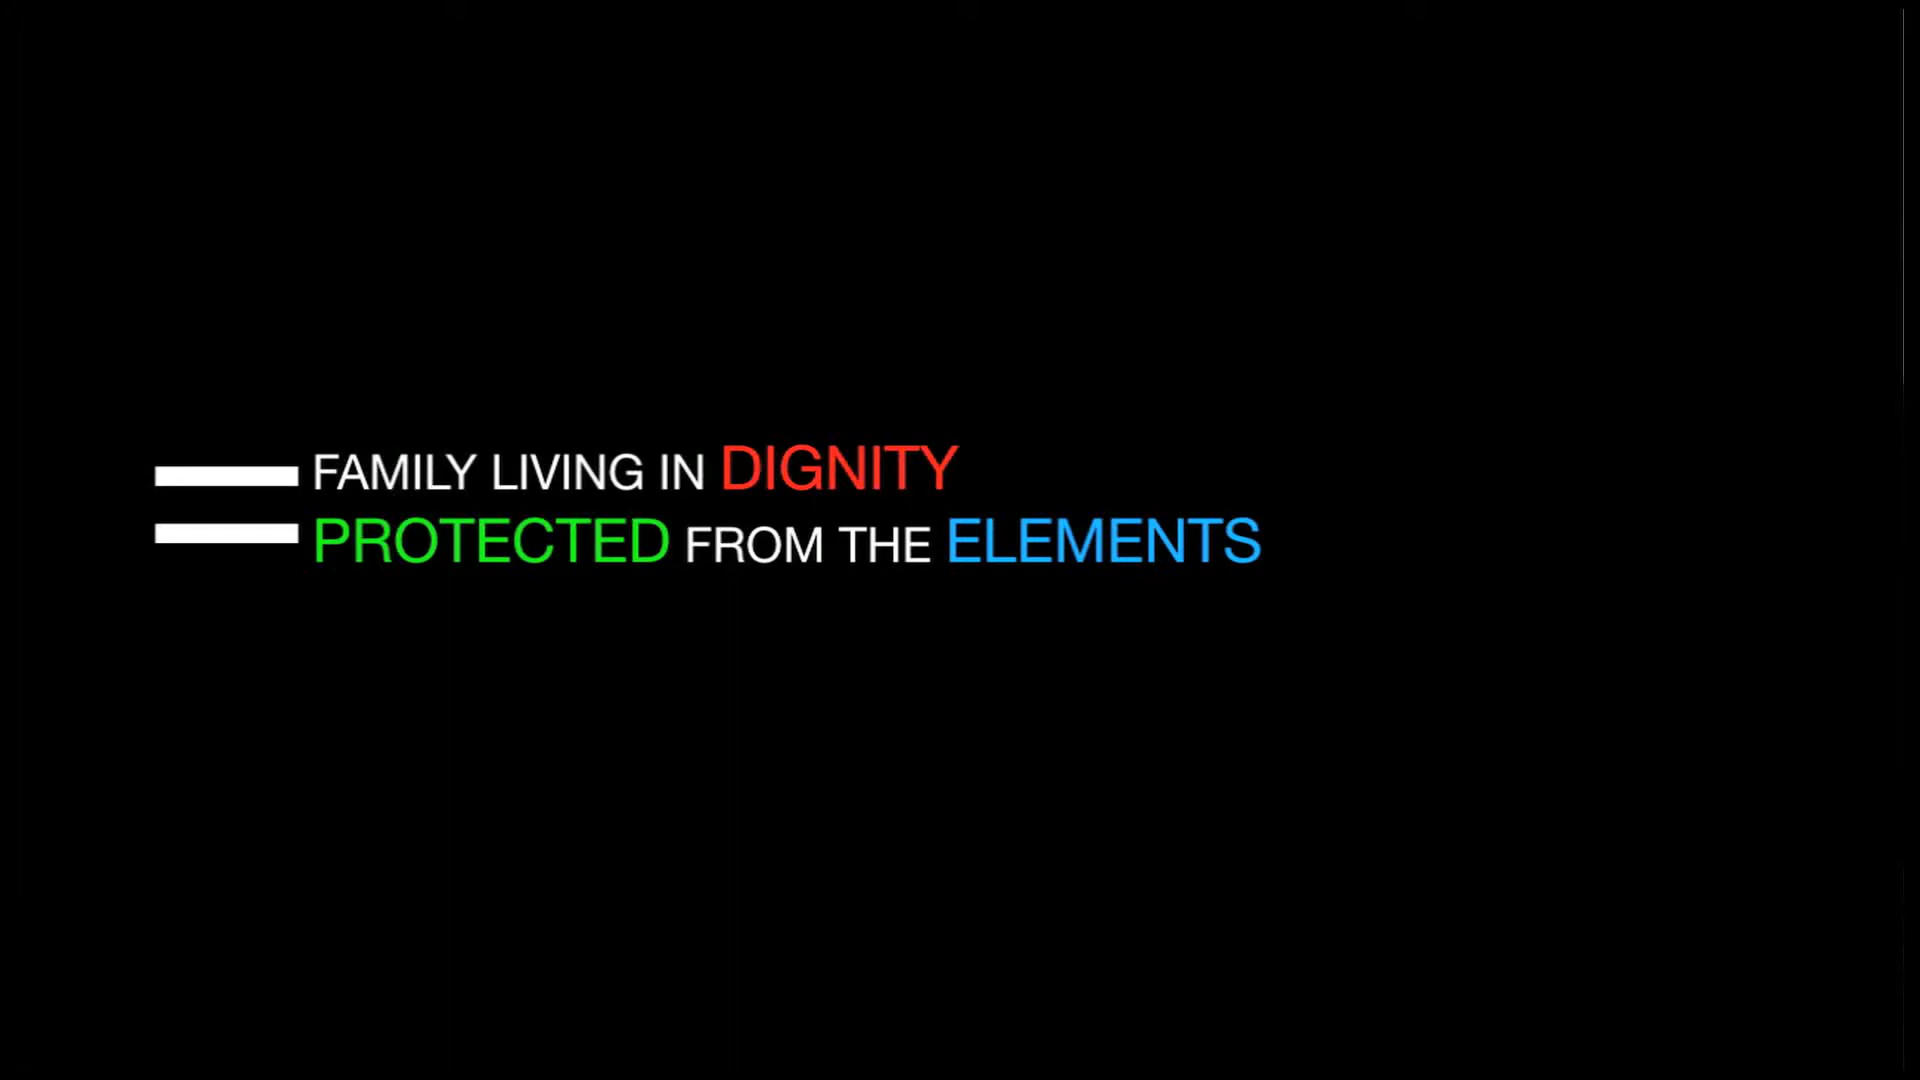 = FAMILY LIVING IN DIGNITY
PROTECTED FROM THE ELEMENTS